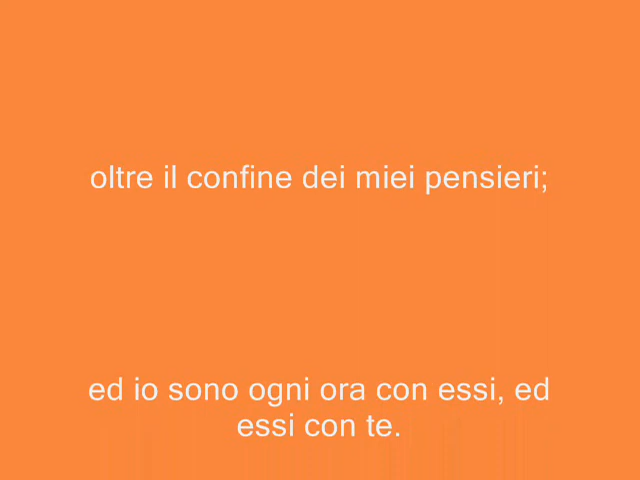 oltre il confine dei miei pensieri;
ed io sono ogni ora con essi, ed
essi con te.